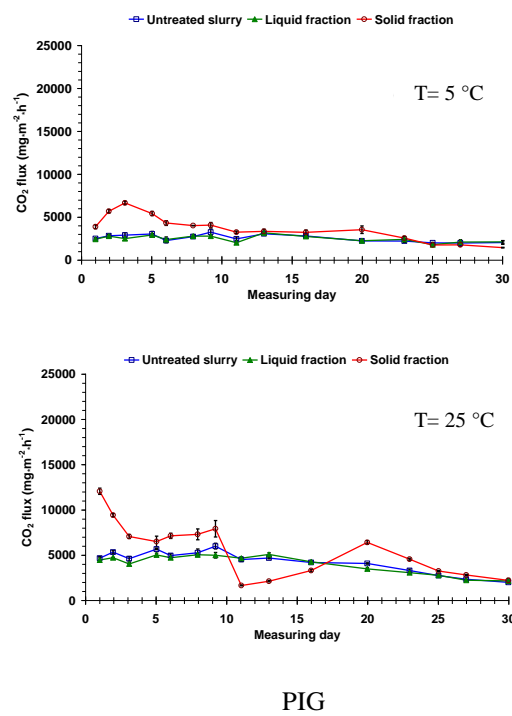 Untreated slurry Liquid fraction Solid fraction
25000
20000
15000
10000
5000
0
CO2 flux (mg·m-2·h-1)
T= 5 °C
0 5 10 15 20 25 30
Measuring day
Untreated slurry Liquid fraction Solid fraction
25000
20000
15000
10000
5000
0
CO2 flux (mg·m-2·h-1)
T= 25 °C
0 5 10 15 20 25 30
Measuring day
PIG